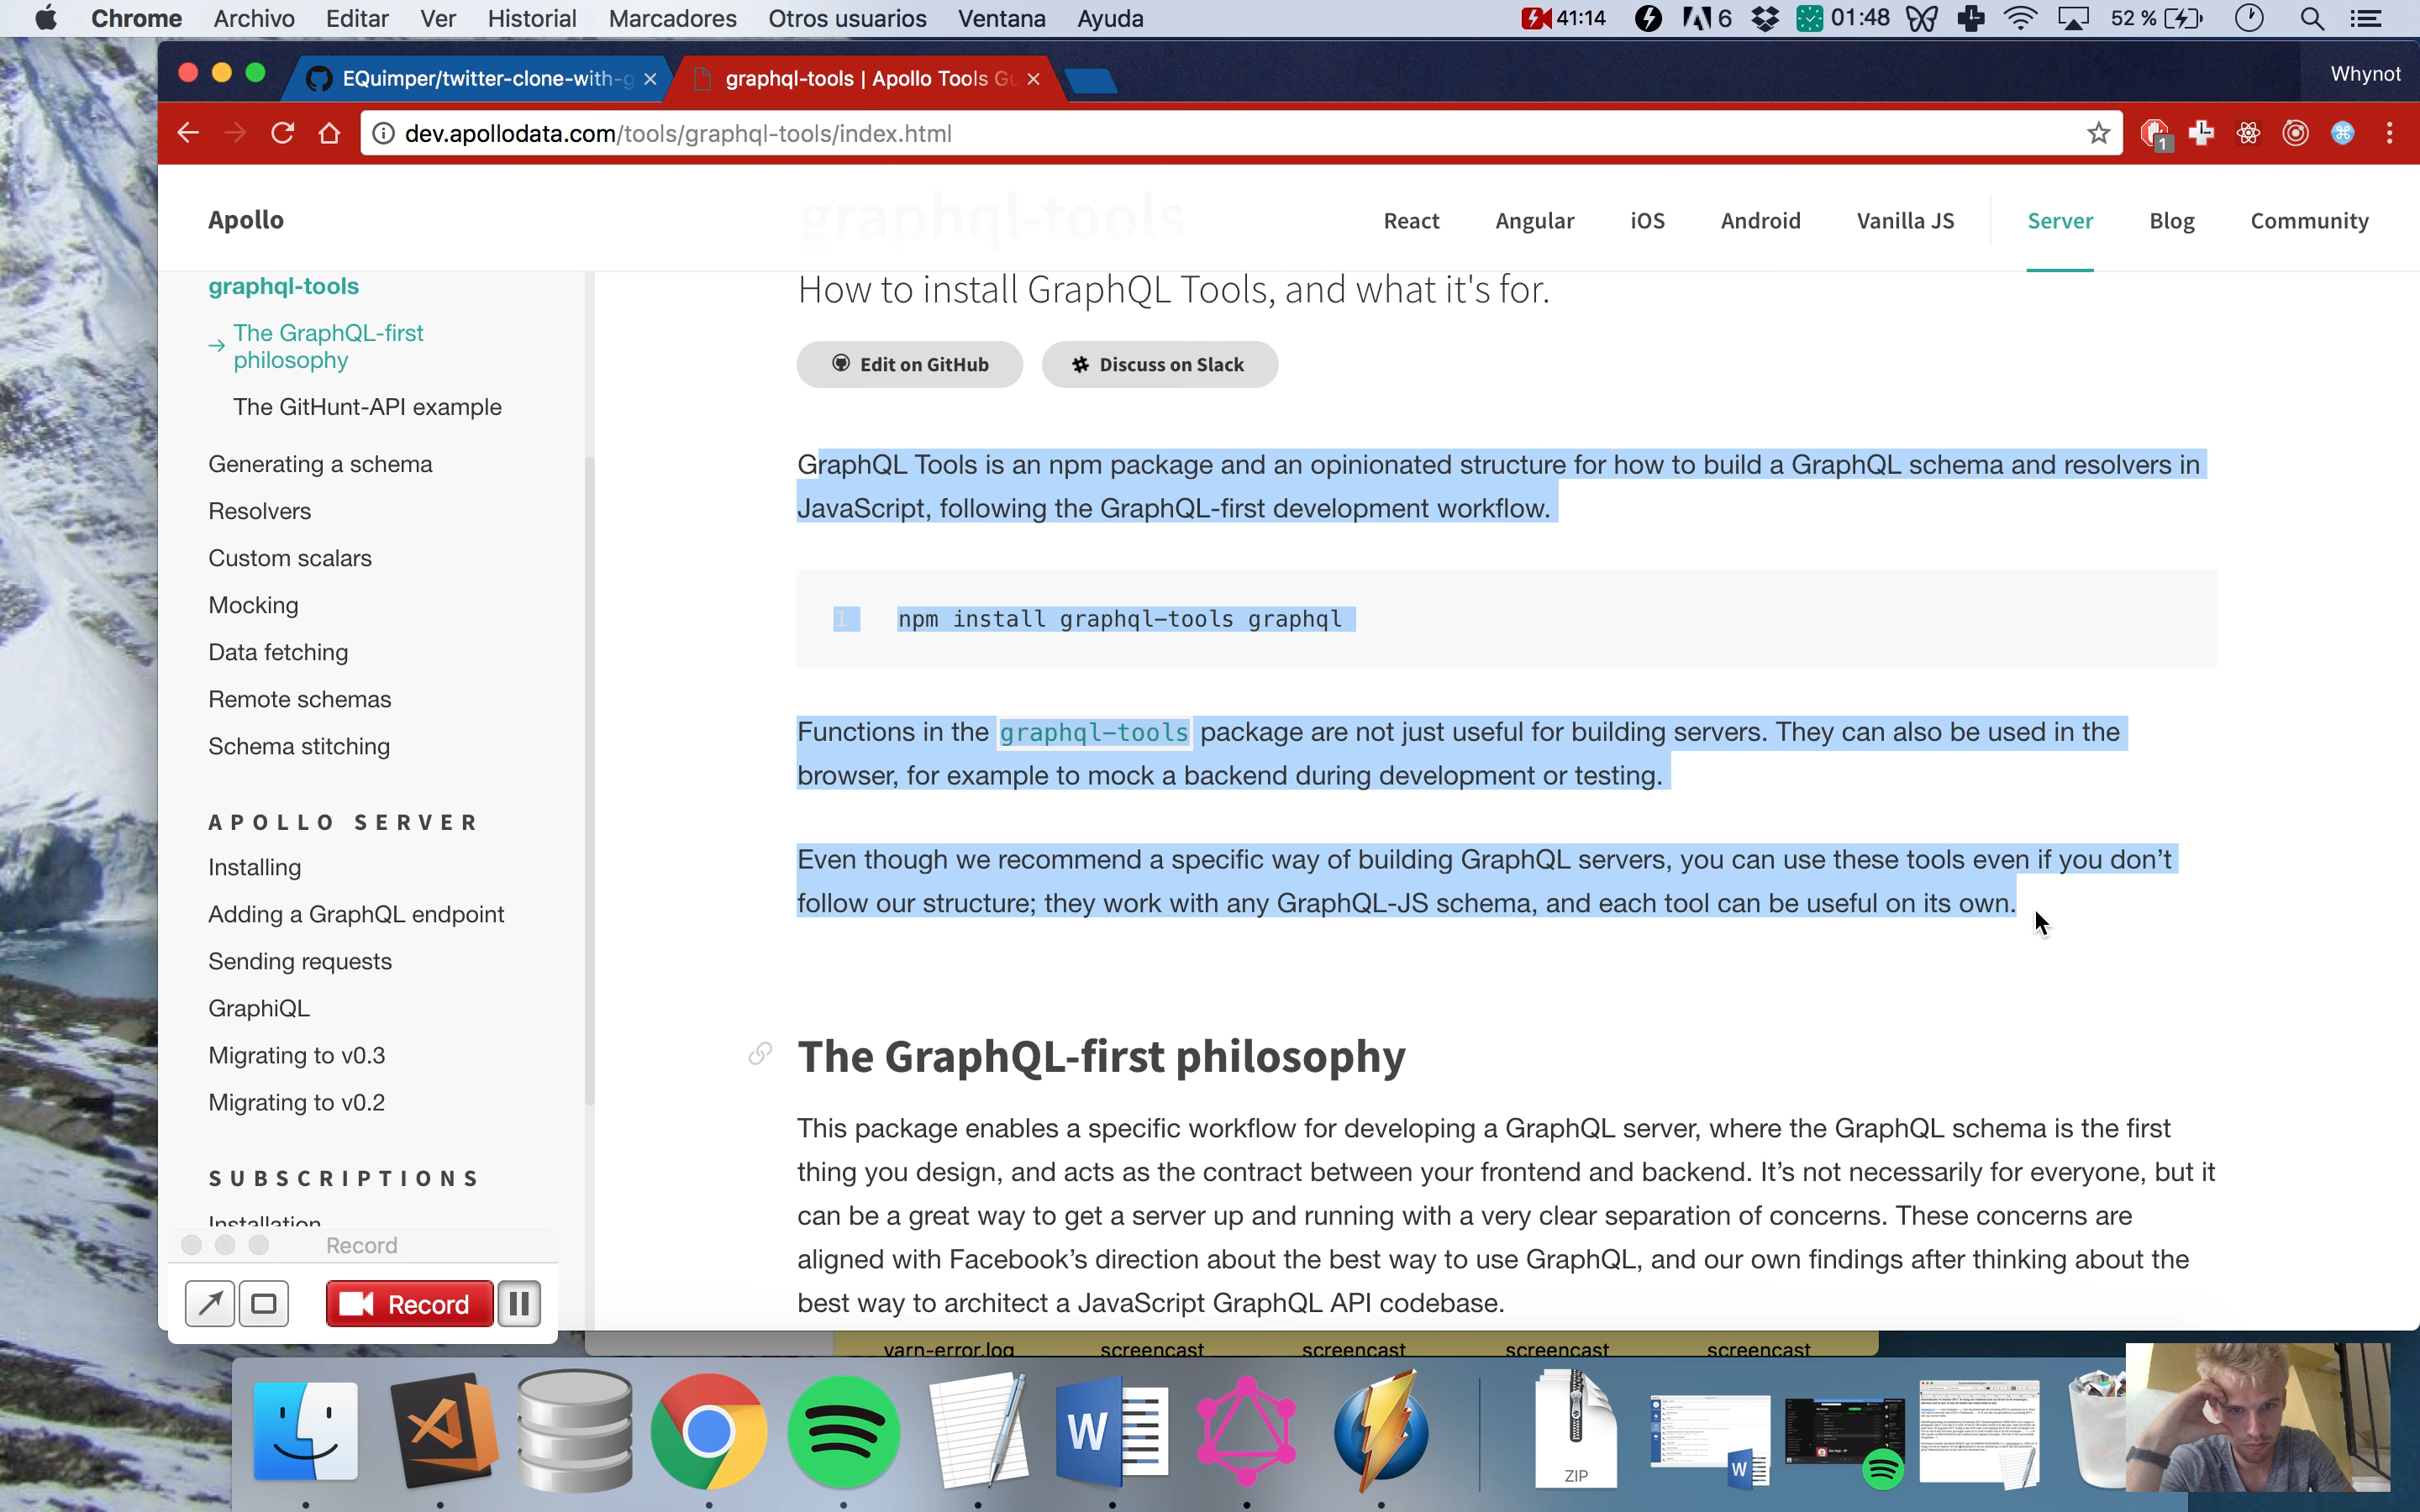 Chrome Archivo Editar Ver Historial Marcadores Otros usuarios Ventana Ayuda 41:14 6 01:48 52 %
EQuimper/twitter-clone-with-g graphql-tools | Apollo Tools Gu Whynot
dev.apollodata.com/tools/graphql-tools/index.html
1
Apollo graphql-tools React Angular iOS Android Vanilla JS Server Blog Community
graphql-tools
The GraphQL-first
philosophy
The GitHunt-API example
Generating a schema
Resolvers
Custom scalars
Mocking
Data fetching
Remote schemas
Schema stitching
APOLLO SERVER
Installing
Adding a GraphQL endpoint
Sending requests
GraphiQL
Migrating to v0.3
Migrating to v0.2
SUBSCRIPTIONS
Installation
How to install GraphQL Tools, and what it's for.
Edit on GitHub Discuss on Slack
GraphQL Tools is an npm package and an opinionated structure for how to build a GraphQL schema and resolvers in
JavaScript, following the GraphQL-first development workflow.
1 npm install graphql-tools graphql
Functions in the graphql-tools package are not just useful for building servers. They can also be used in the
browser, for example to mock a backend during development or testing.
Even though we recommend a specific way of building GraphQL servers, you can use these tools even if you don’t
follow our structure; they work with any GraphQL-JS schema, and each tool can be useful on its own.
The GraphQL-first philosophy
This package enables a specific workflow for developing a GraphQL server, where the GraphQL schema is the first
thing you design, and acts as the contract between your frontend and backend. It’s not necessarily for everyone, but it
can be a great way to get a server up and running with a very clear separation of concerns. These concerns are
aligned with Facebook’s direction about the best way to use GraphQL, and our own findings after thinking about the
best way to architect a JavaScript GraphQL API codebase.
Record
Record
yarn-error.log screencast screencast screencast screencast
W
ZIP
W